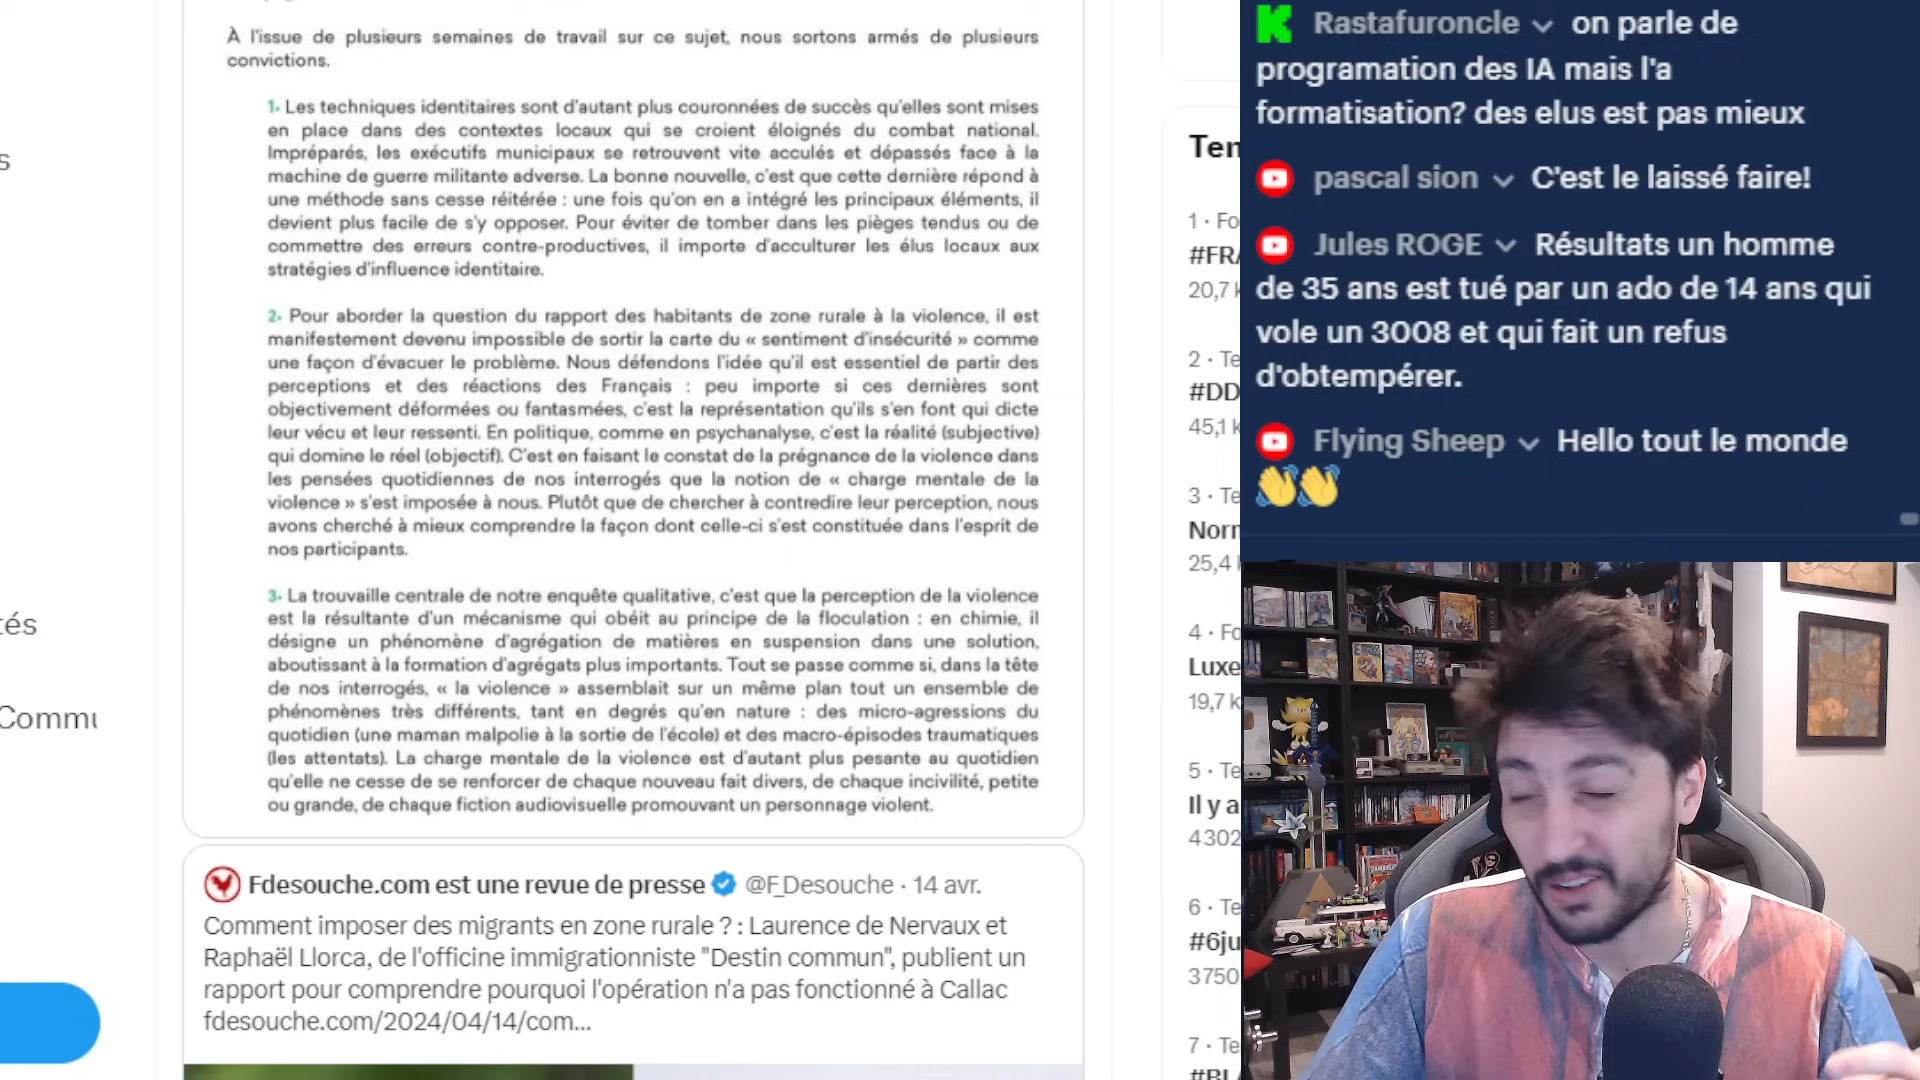 À l'issue de plusieurs semaines de travail sur ce sujet, nous sortons armés de plusieurs
convictions.
1• Les techniques identitaires sont d'autant plus couronnées de succès qu'elles sont mises
en place dans des contextes locaux qui se croient éloignés du combat national.
Impréparés, les exécutifs municipaux se retrouvent vite acculés et dépassés face à la
machine de guerre militante adverse. La bonne nouvelle, c'est que cette dernière répond à
une méthode sans cesse réitérée : une fois qu'on en a intégré les principaux éléments, il
devient plus facile de s'y opposer. Pour éviter de tomber dans les pièges tendus ou de
commettre des erreurs contre-productives, il importe d'acculturer les élus locaux aux
stratégies d'influence identitaire.
2• Pour aborder la question du rapport des habitants de zone rurale à la violence, il est
manifestement devenu impossible de sortir la carte du « sentiment d'insécurité » comme
une façon d'évacuer le problème. Nous défendons l'idée qu'il est essentiel de partir des
perceptions et des réactions des Français : peu importe si ces dernières sont
objectivement déformées ou fantasmées, c'est la représentation qu'ils s'en font qui dicte
leur vécu et leur ressenti. En politique, comme en psychanalyse, c'est la réalité (subjective)
qui domine le réel (objectif). C'est en faisant le constat de la prégnance de la violence dans
les pensées quotidiennes de nos interrogés que la notion de « charge mentale de la
violence » s'est imposée à nous. Plutôt que de chercher à contredire leur perception, nous
avons cherché à mieux comprendre la façon dont celle-ci s'est constituée dans l'esprit de
nos participants.
3• La trouvaille centrale de notre enquête qualitative, c'est que la perception de la violence
est la résultante d'un mécanisme qui obéit au principe de la floculation : en chimie, il
désigne un phénomène d'agrégation de matières en suspension dans une solution,
aboutissant à la formation d'agrégats plus importants. Tout se passe comme si, dans la tête
de nos interrogés, « la violence » assemblait sur un même plan tout un ensemble de
phénomènes très différents, tant en degrés qu'en nature : des micro-agressions du
quotidien (une maman malpolie à la sortie de l'école) et des macro-épisodes traumatiques
(les attentats). La charge mentale de la violence est d'autant plus pesante au quotidien
qu'elle ne cesse de se renforcer de chaque nouveau fait divers, de chaque incivilité, petite
ou grande, de chaque fiction audiovisuelle promouvant un personnage violent.
Fdesouche.com est une revue de presse @F_Desouche · 14 avr.
Comment imposer des migrants en zone rurale ? : Laurence de Nervaux et
Raphaël Llorca, de l'officine immigrationniste "Destin commun", publient un
rapport pour comprendre pourquoi l'opération n'a pas fonctionné à Callac
fdesouche.com/2024/04/14/com...
s
tés
Commu
Ten
1 · Fo
#FRA
20,7 k
2 · Te
#DD
45,1 k
3 · Te
Norm
25,4 k
4 · Fo
Luxe
19,7 k
5 · Te
Il y a
4302
6 · Te
#6ju
3750
7 · Te
Rastafuroncle on parle de
programation des IA mais l'a
formatisation? des elus est pas mieux
pascal sion C'est le laissé faire!
Jules ROGE Résultats un homme
de 35 ans est tué par un ado de 14 ans qui
vole un 3008 et qui fait un refus
d'obtempérer.
Flying Sheep Hello tout le monde
👋👋